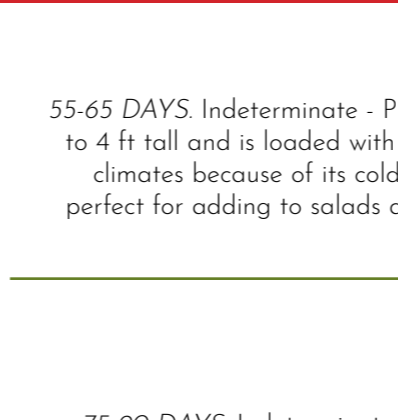 55-65 DAYS. Indeterminate - P
to 4 ft tall and is loaded with
climates because of its cold
perfect for adding to salads